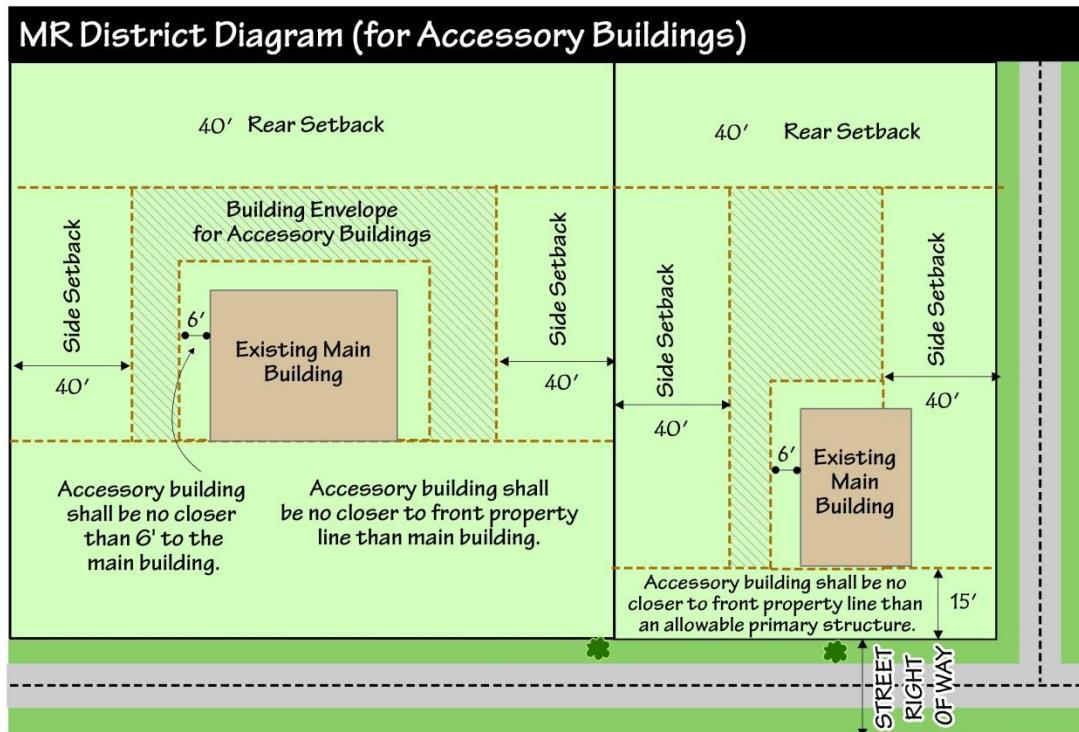 MR District Diagram (for Accessory Buildings)
40' Rear Setback
40' Rear Setback
Building Envelope
for Accessory Buildings
Side Setback
40'
6'
Existing Main
Building
Side Setback
40'
Accessory building
shall be no closer
than 6' to the
main building.
Accessory building shall
be no closer to front property
line than main building.
Side Setback
40'
Side Setback
40'
6'
Existing
Main
Building
Accessory building shall be no
closer to front property line than
an allowable primary structure.
15'
STREET
RIGHT
OF WAY